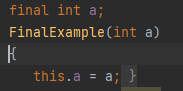 final int a;
FinalExample(int a)
{
this.a = a; }